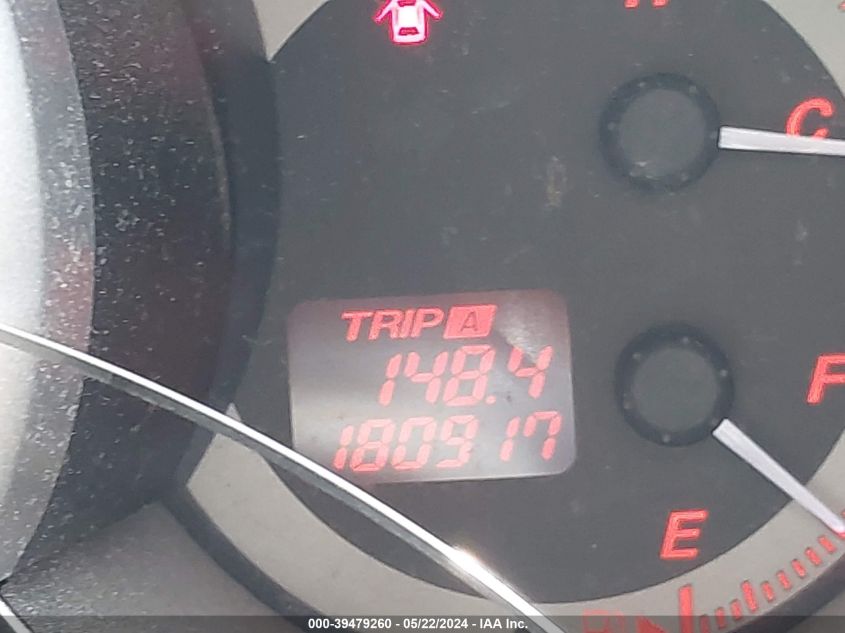 H
C
TRIP A
148.4
180917
F
E
000-39479260 - 05/22/2024 - IAA Inc.